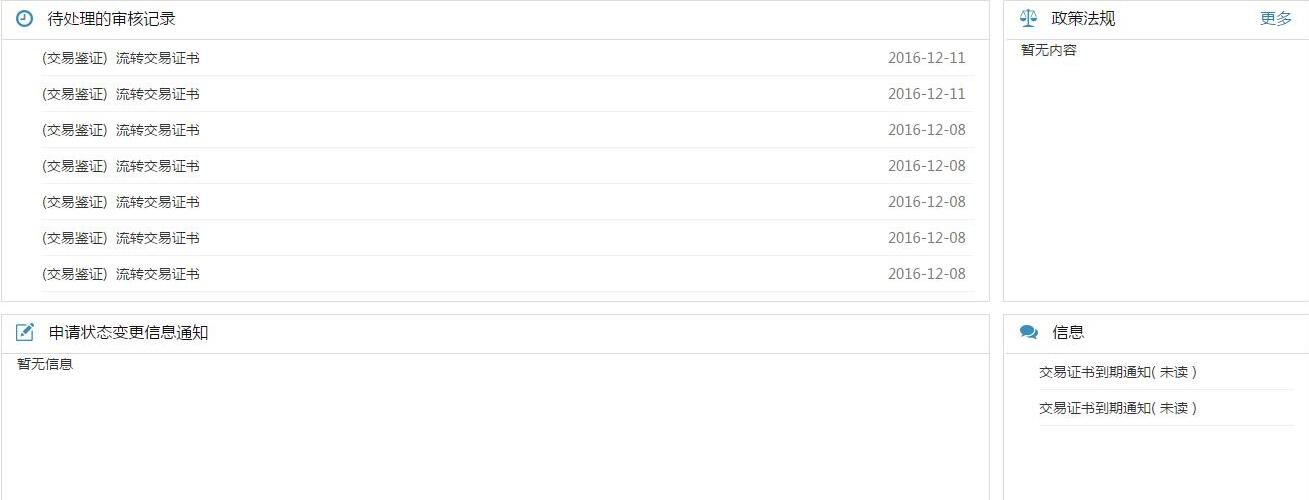 待处理的审核记录
(交易鉴证) 流转交易证书 2016-12-11
(交易鉴证) 流转交易证书 2016-12-11
(交易鉴证) 流转交易证书 2016-12-08
(交易鉴证) 流转交易证书 2016-12-08
(交易鉴证) 流转交易证书 2016-12-08
(交易鉴证) 流转交易证书 2016-12-08
(交易鉴证) 流转交易证书 2016-12-08
政策法规 更多
暂无内容
申请状态变更信息通知
暂无信息
信息
交易证书到期通知( 未读 )
交易证书到期通知( 未读 )